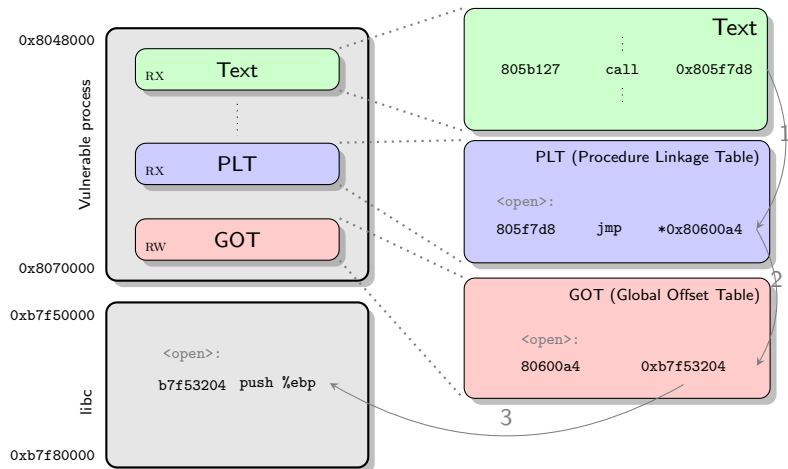 0x8048000
Vulnerable process
0x8070000
RX Text
RX PLT
RW GOT
0xb7f50000
libc
0xb7f80000
<open>:
b7f53204 push %ebp
Text
805b127 call 0x805f7d8
1
PLT (Procedure Linkage Table)
<open>:
805f7d8 jmp *0x80600a4
2
GOT (Global Offset Table)
<open>:
80600a4 0xb7f53204
3